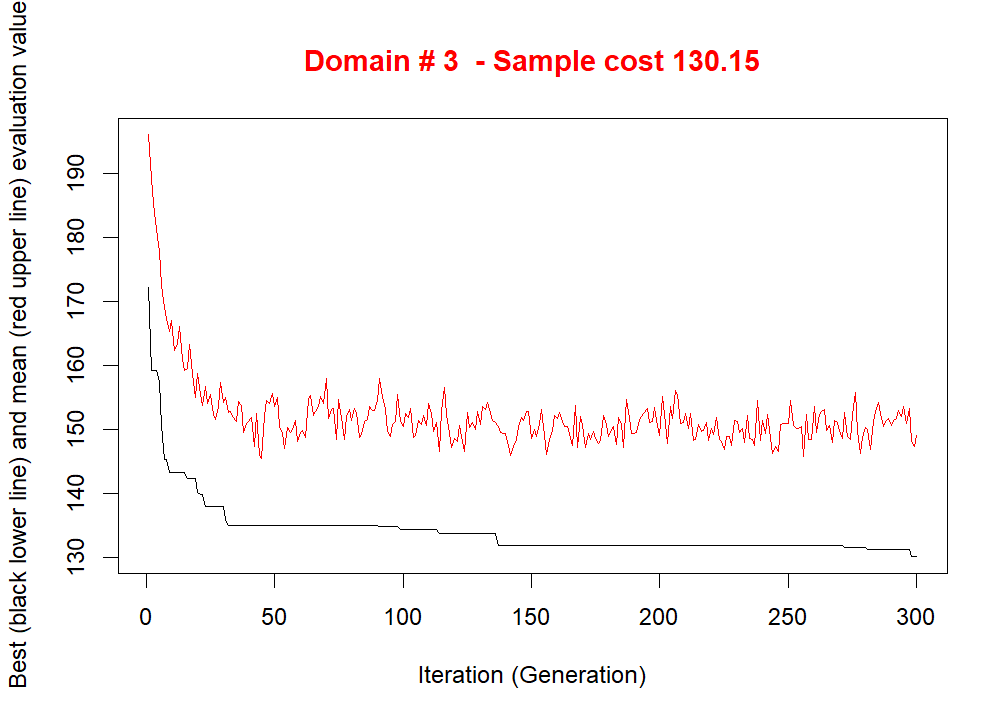 Domain # 3  - Sample cost 130.15
Best (black lower line) and mean (red upper line) evaluation value
190
180
170
160
150
140
130
0 50 100 150 200 250 300
Iteration (Generation)